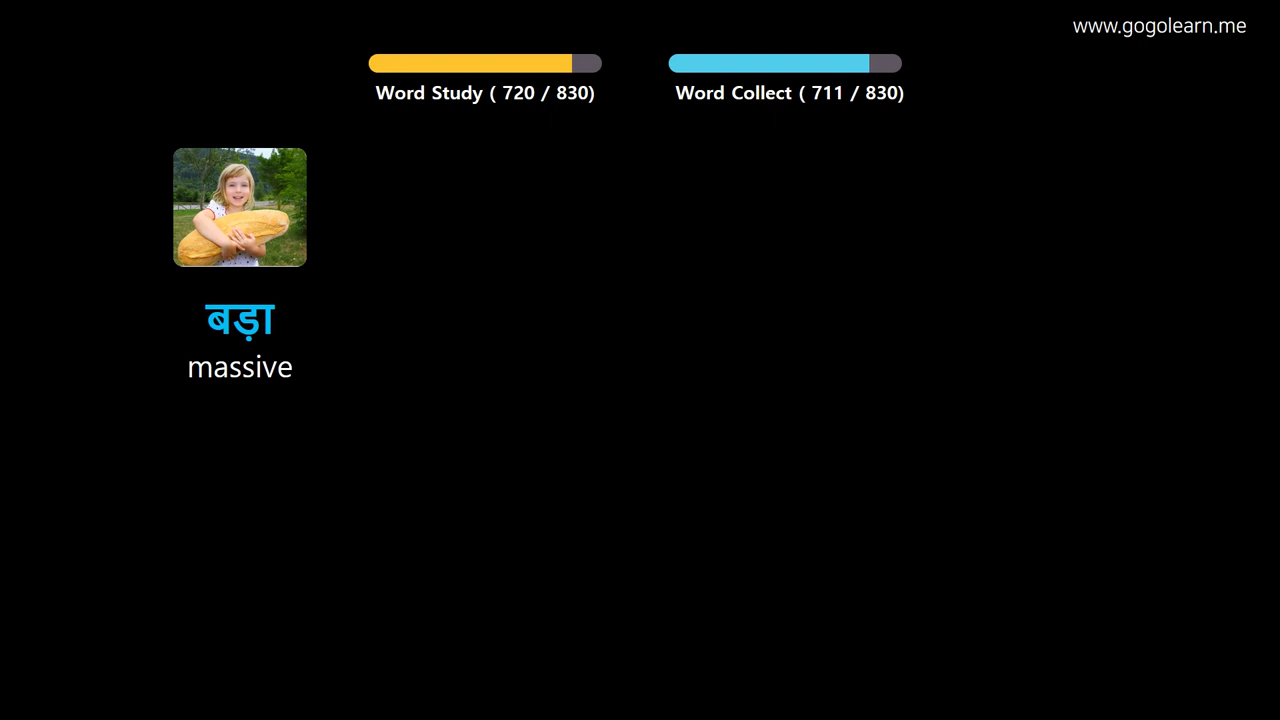 www.gogolearn.me
Word Study ( 720 / 830)
Word Collect ( 711 / 830)
बड़ा
massive